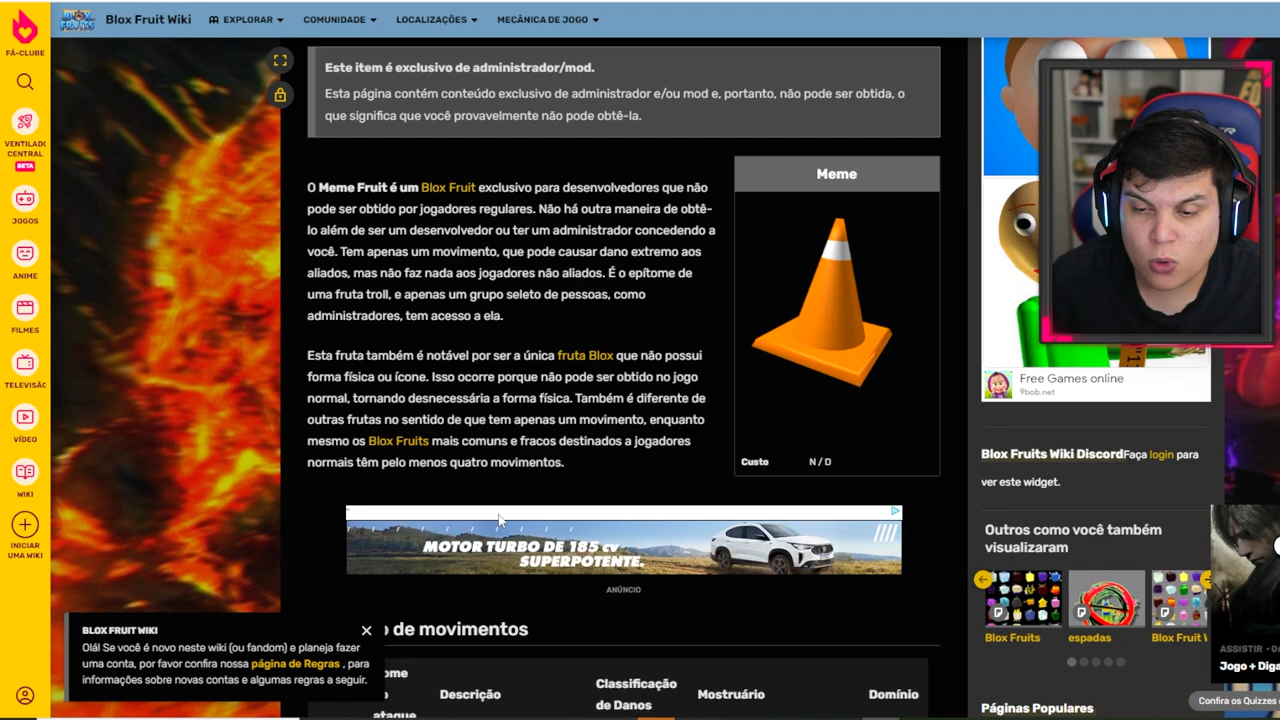 FÃ-CLUBE
VENTILADO
CENTRAL
BETA
JOGOS
ANIME
FILMES
TELEVISÃO
VÍDEO
WIKI
INICIAR
UMA WIKI
Blox Fruit Wiki
EXPLORAR
COMUNIDADE
LOCALIZAÇÕES
MECÂNICA DE JOGO
Este item é exclusivo de administrador/mod.
Esta página contém conteúdo exclusivo de administrador e/ou mod e, portanto, não pode ser obtida, o
que significa que você provavelmente não pode obtê-la.
O Meme Fruit é um Blox Fruit exclusivo para desenvolvedores que não
pode ser obtido por jogadores regulares. Não há outra maneira de obtê-
lo além de ser um desenvolvedor ou ter um administrador concedendo a
você. Tem apenas um movimento, que pode causar dano extremo aos
aliados, mas não faz nada aos jogadores não aliados. É o epítome de
uma fruta troll, e apenas um grupo seleto de pessoas, como
administradores, tem acesso a ela.
Esta fruta também é notável por ser a única fruta Blox que não possui
forma física ou ícone. Isso ocorre porque não pode ser obtido no jogo
normal, tornando desnecessária a forma física. Também é diferente de
outras frutas no sentido de que tem apenas um movimento, enquanto
mesmo os Blox Fruits mais comuns e fracos destinados a jogadores
normais têm pelo menos quatro movimentos.
Meme
Custo N/D
MOTOR TURBO DE 185 cv
SUPERPOTENTE.
ANÚNCIO
o de movimentos
ome
o
ataque
Descrição
Classificação
de Danos
Mostruário
Domínio
BLOX FRUIT WIKI
Olá! Se você é novo neste wiki (ou fandom) e planeja fazer
uma conta, por favor confira nossa página de Regras , para
informações sobre novas contas e algumas regras a seguir.
Free Games online
9bob.net
Blox Fruits Wiki DiscordFaça login para
ver este widget.
Outros como você também
visualizaram
Blox Fruits
espadas
Blox Fruit W
ASSISTIR
Jogo + Diga
Páginas Populares
Confira os Quizzes